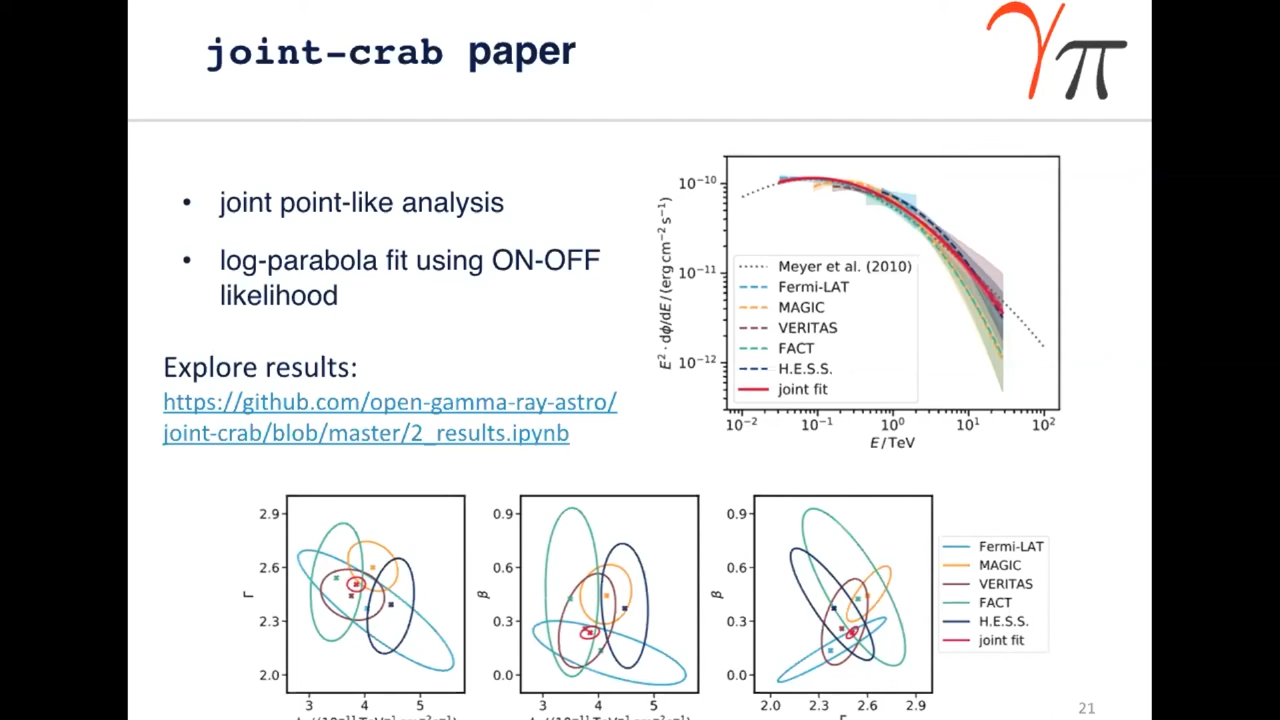 joint-crab paper
γπ
• joint point-like analysis
• log-parabola fit using ON-OFF
likelihood
Explore results:
https://github.com/open-gamma-ray-astro/
joint-crab/blob/master/2_results.ipynb
E² · dϕ/dE/(erg cm⁻² s⁻¹)
10⁻¹⁰
10⁻¹¹
10⁻¹²
Meyer et al. (2010)
Fermi-LAT
MAGIC
VERITAS
FACT
H.E.S.S.
joint fit
10⁻² 10⁻¹ 10⁰ 10¹ 10²
E/TeV
Γ
2.9
2.6
2.3
2.0
3 4 5
β
0.9
0.6
0.3
0.0
3 4 5
β
0.9
0.6
0.3
0.0
2.0 2.3 2.6 2.9
Fermi-LAT
MAGIC
VERITAS
FACT
H.E.S.S.
joint fit
21